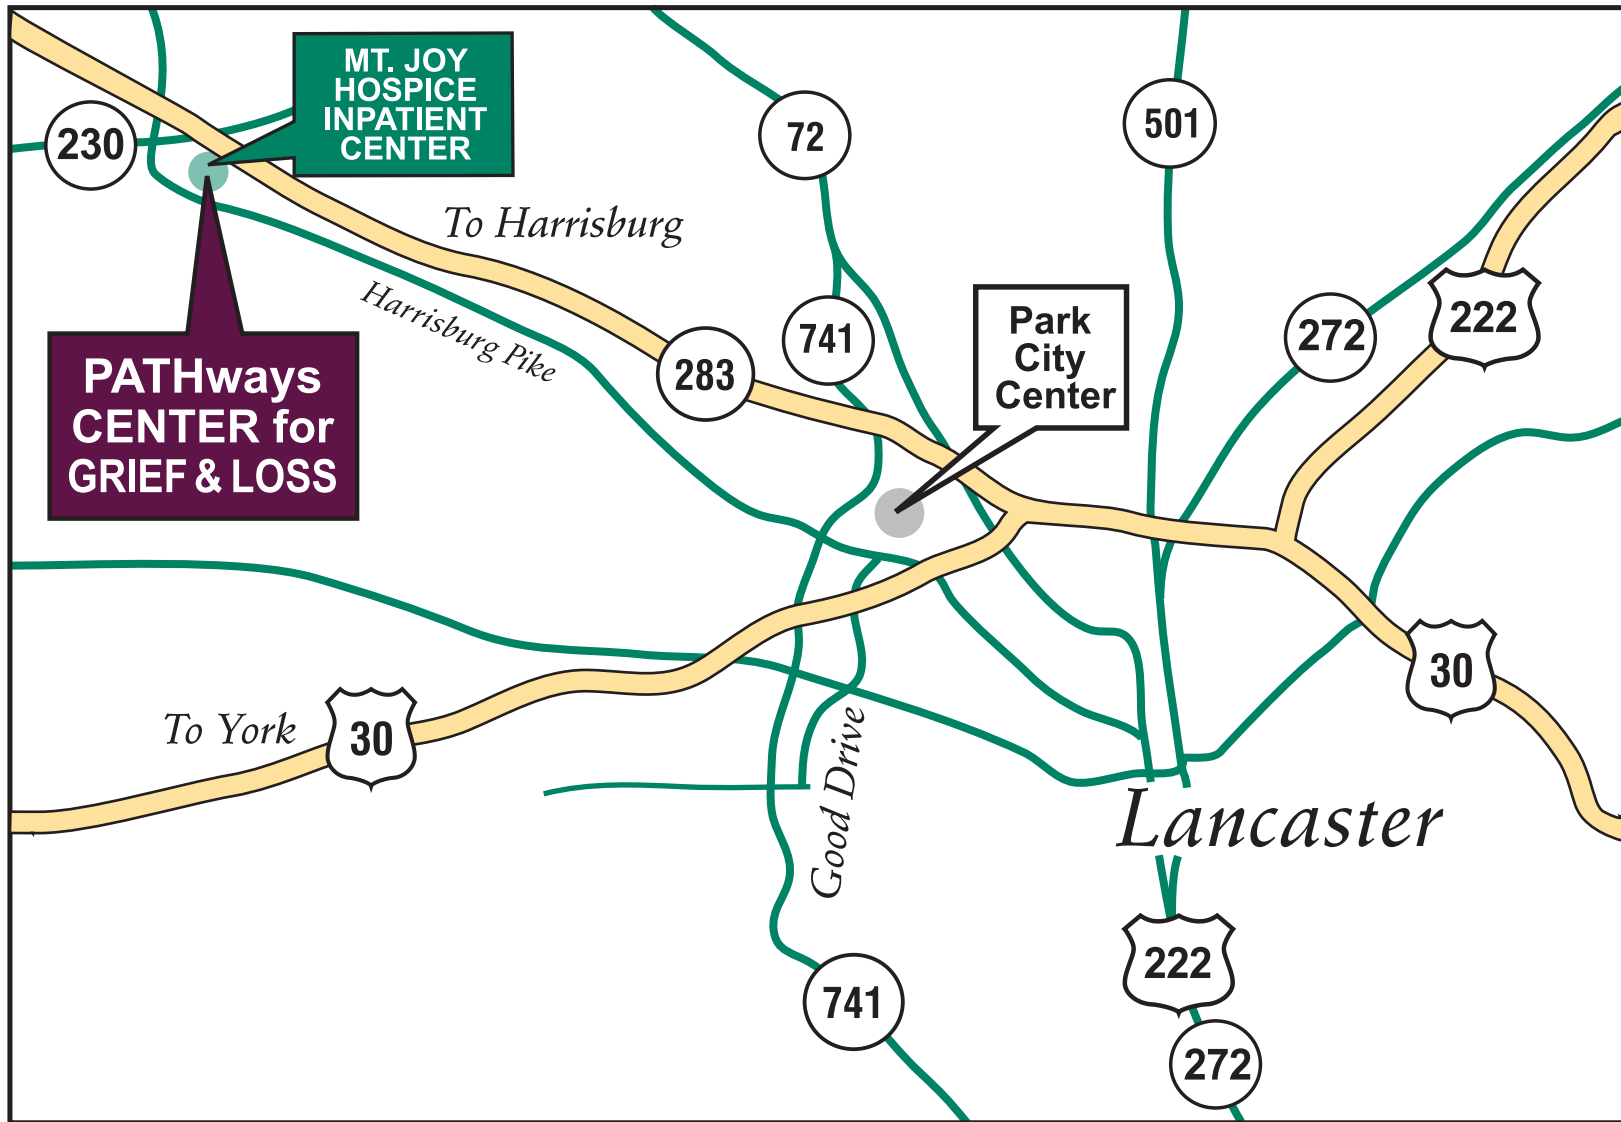 MT. JOY
HOSPICE
INPATIENT
CENTER
230
72
501
To Harrisburg
Harrisburg Pike
741
283
Park
City
Center
272
222
PATHways
CENTER for
GRIEF & LOSS
To York
30
30
Good Drive
Lancaster
222
741
272